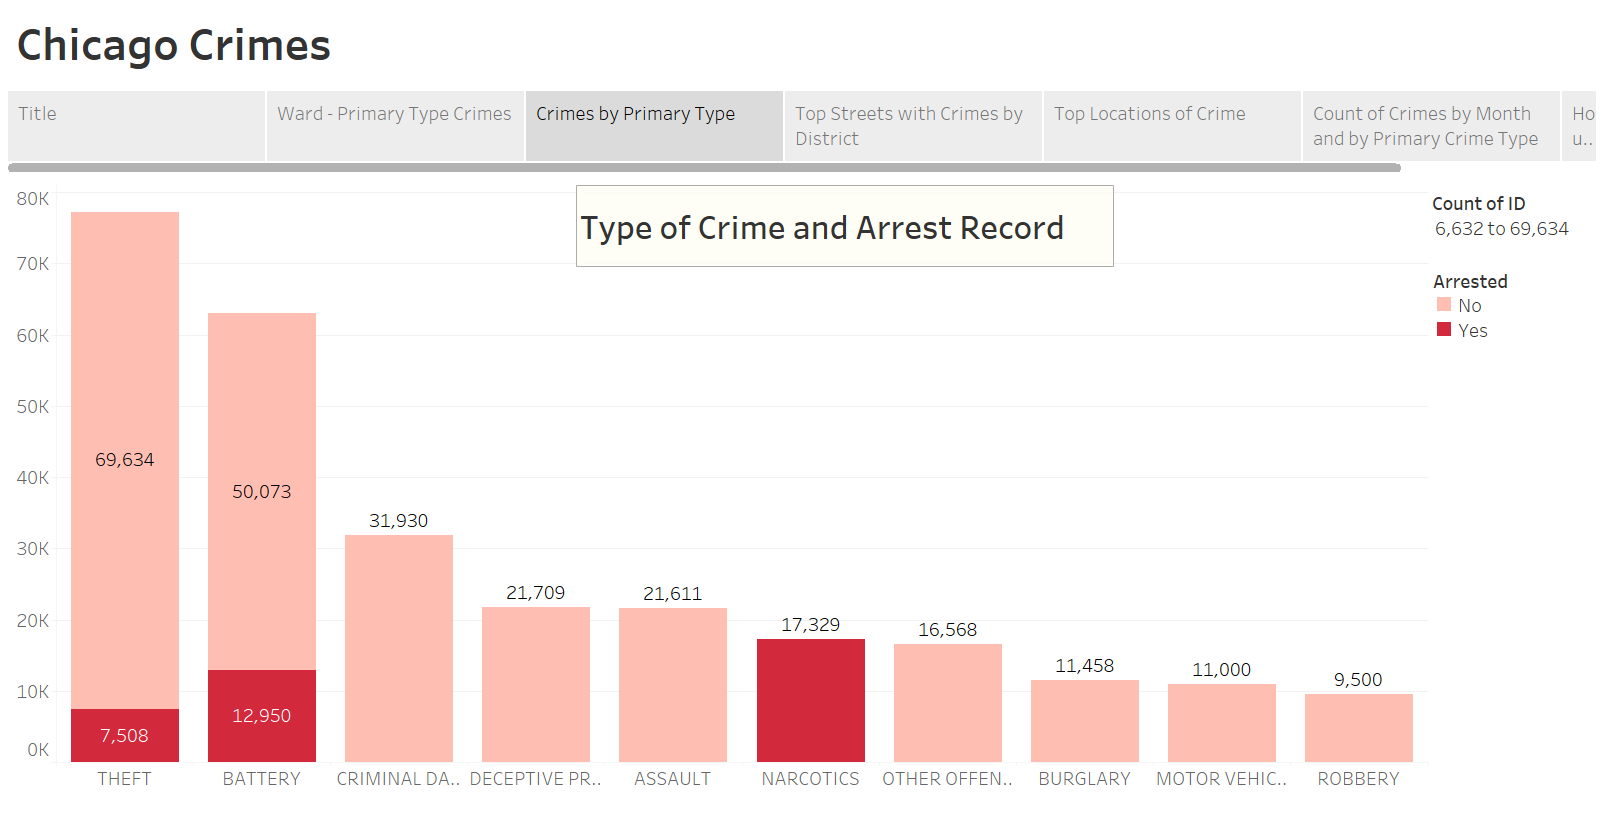 Chicago Crimes
Title
Ward - Primary Type Crimes
Crimes by Primary Type
Top Streets with Crimes by
District
Top Locations of Crime
Count of Crimes by Month
and by Primary Crime Type
Ho
u..
Type of Crime and Arrest Record
80K
70K
60K
50K
40K
30K
20K
10K
0K
69,634
7,508
50,073
12,950
31,930
21,709
21,611
17,329
16,568
11,458
11,000
9,500
THEFT
BATTERY
CRIMINAL DA..
DECEPTIVE PR..
ASSAULT
NARCOTICS
OTHER OFFEN..
BURGLARY
MOTOR VEHIC..
ROBBERY
Count of ID
6,632 to 69,634
Arrested
No
Yes